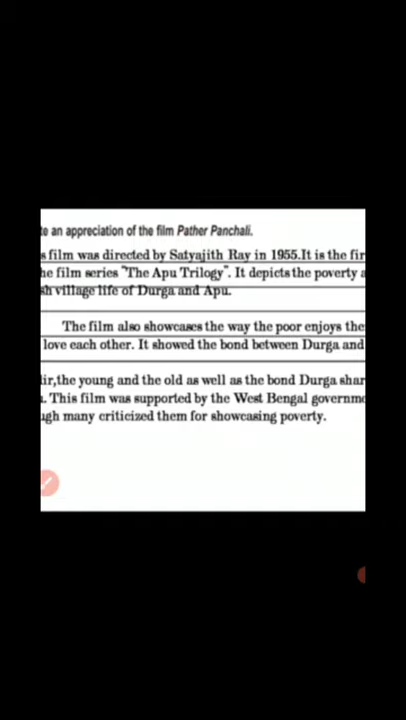 te an appreciation of the film Pather Panchali.
s film was directed by Satyajith Ray in 1955.It is the fir
he film series "The Apu Trilogy". It depicts the poverty a
sh village life of Durga and Apu.
The film also showcases the way the poor enjoys the
love each other. It showed the bond between Durga and
lir,the young and the old as well as the bond Durga shar
. This film was supported by the West Bengal governme
ugh many criticized them for showcasing poverty.